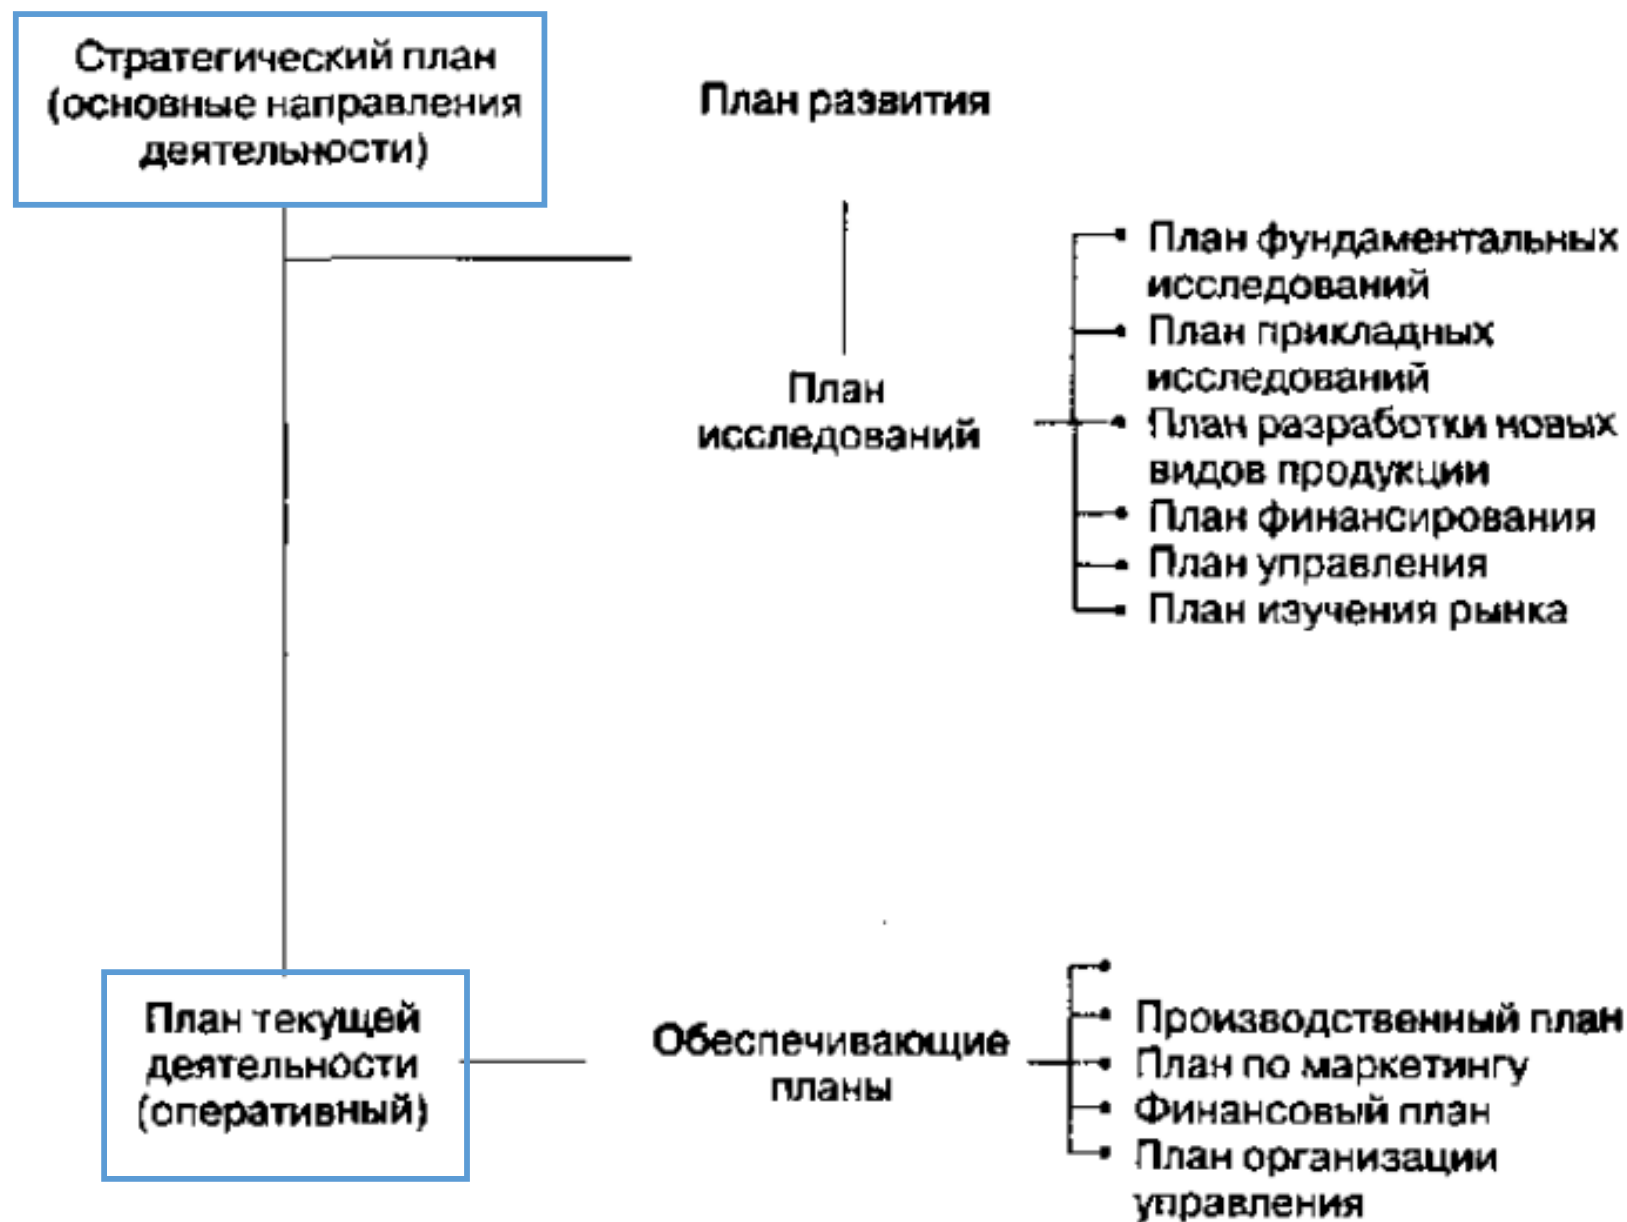 Стратегический план
(основные направления
деятельности)
План развития
План
исследований
План фундаментальных
исследований
План прикладных
исследований
План разработки новых
видов продукции
План финансирования
План управления
План изучения рынка
План текущей
деятельности
(оперативный)
Обеспечивающие
планы
Производственный план
План по маркетингу
Финансовый план
План организации
управления